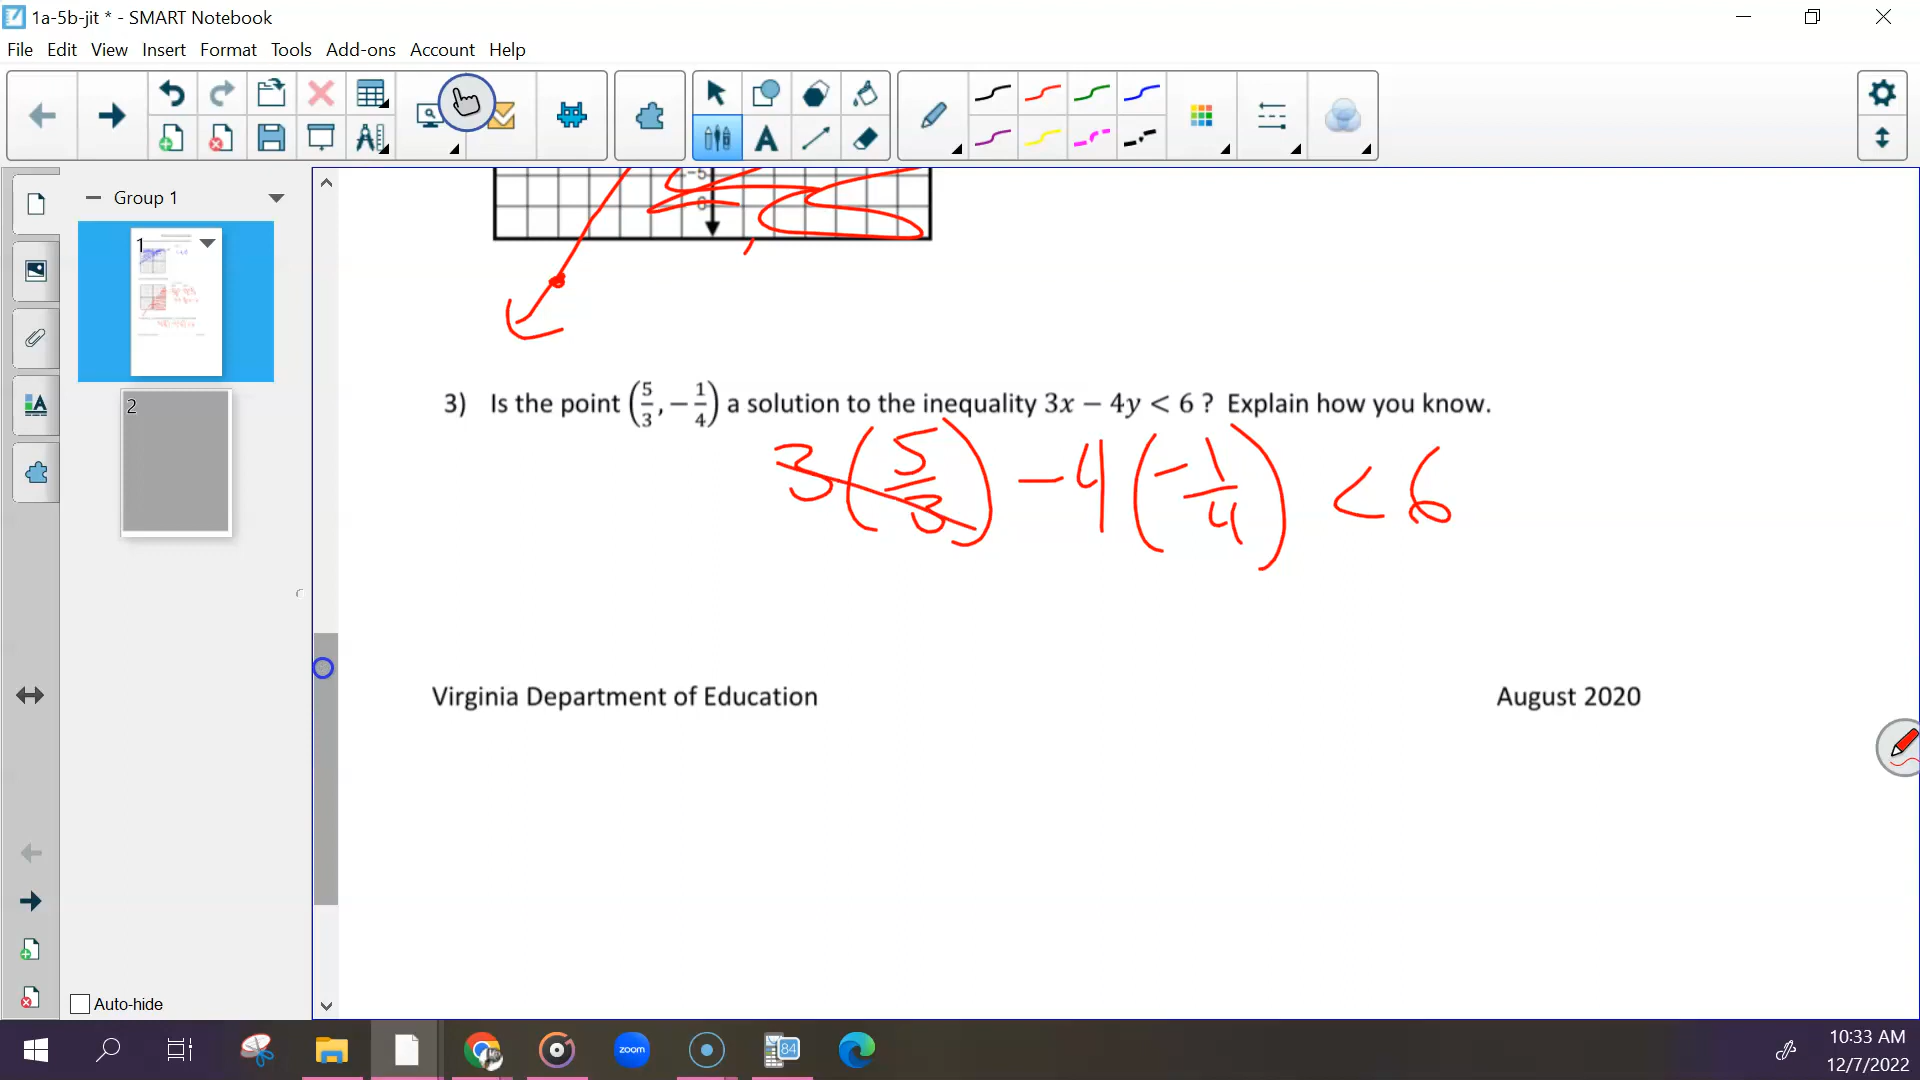 1a-5b-jit * - SMART Notebook
File Edit View Insert Format Tools Add-ons Account Help
Group 1
1
2
-5
3) Is the point (5/3, −1/4) a solution to the inequality 3x − 4y < 6 ? Explain how you know.
3(5/3) − 4(−1/4) < 6
Virginia Department of Education August 2020
Auto-hide
zoom
84
10:33 AM
12/7/2022